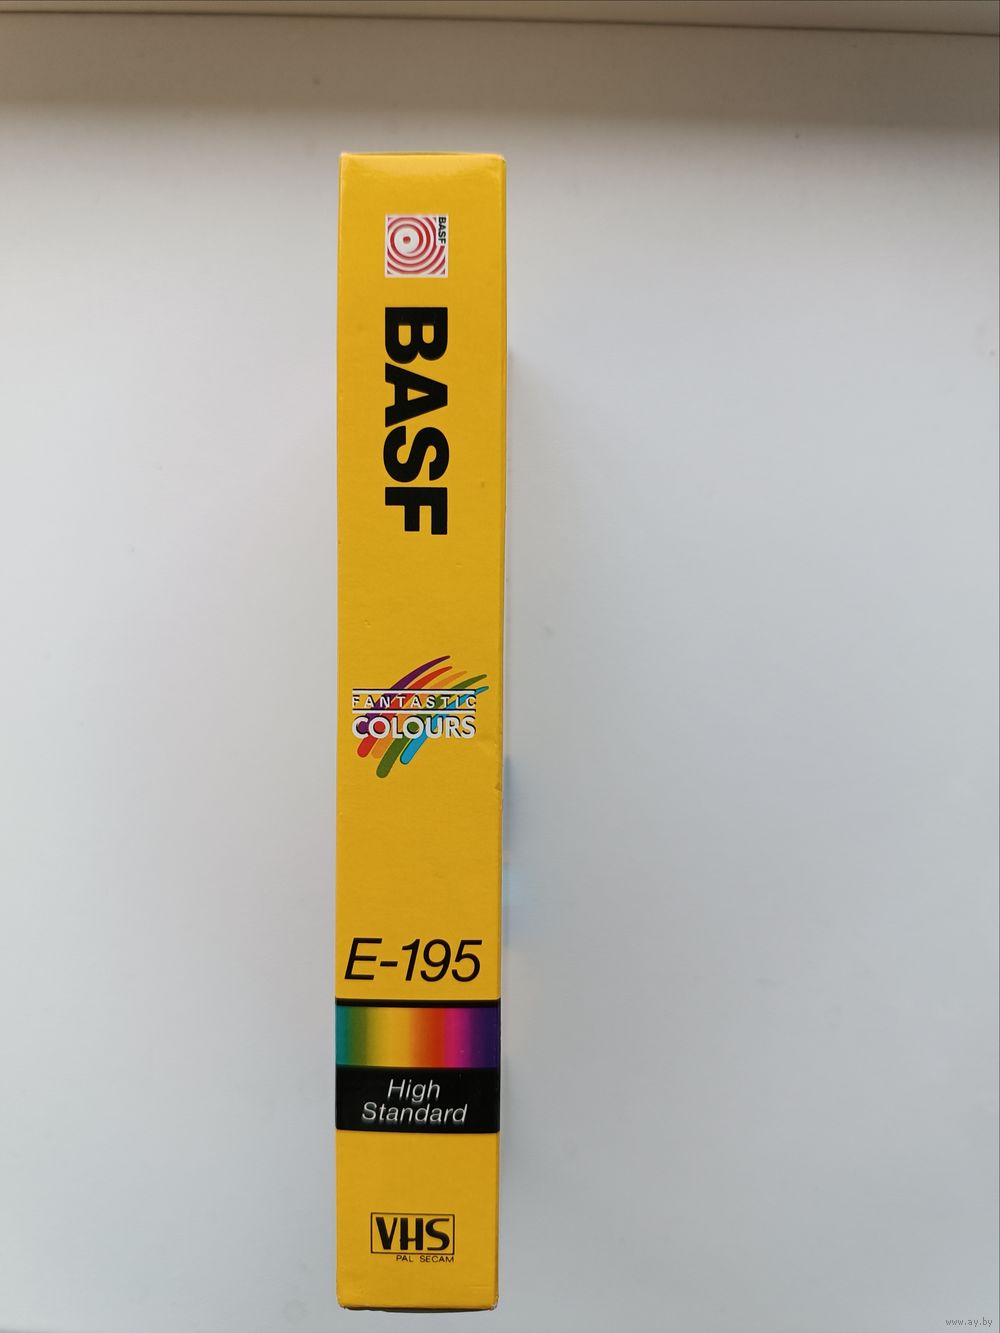 BASF
BASF
FANTASTIC
COLOURS
E-195
High
Standard
VHS
PAL SECAM
www.ay.by